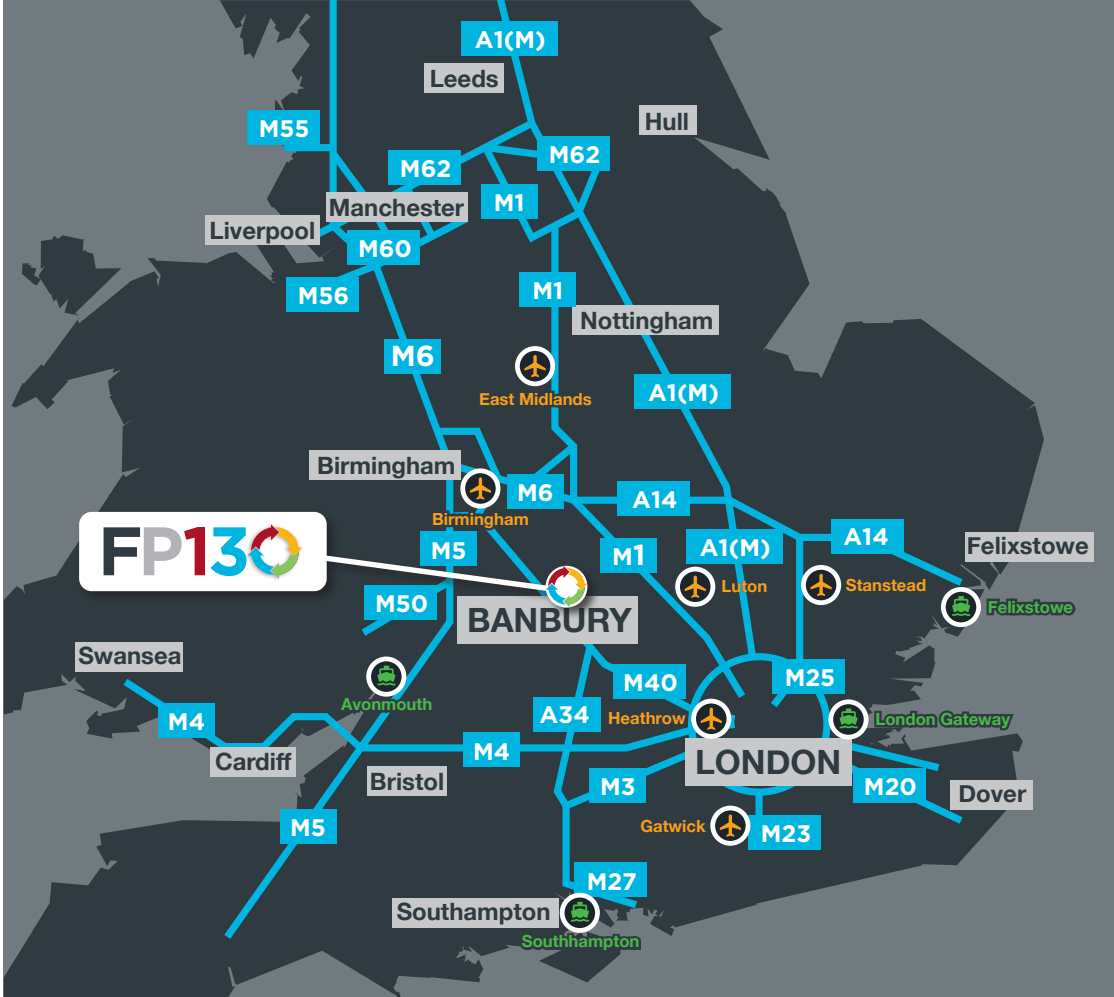 A1(M)
Leeds
Hull
M55
M62
M62
Manchester
M1
Liverpool
M60
M56
M1
Nottingham
M6
East Midlands
A1(M)
Birmingham
M6
A14
Birmingham
FP130
M5
M1
A1(M)
A14
Felixstowe
Luton
Stanstead
Felixstowe
M50
BANBURY
Swansea
M40
M25
Avonmouth
M4
A34
Heathrow
London Gateway
Cardiff
M4
LONDON
Bristol
M3
M20
Dover
M5
Gatwick
M23
M27
Southampton
Southhampton